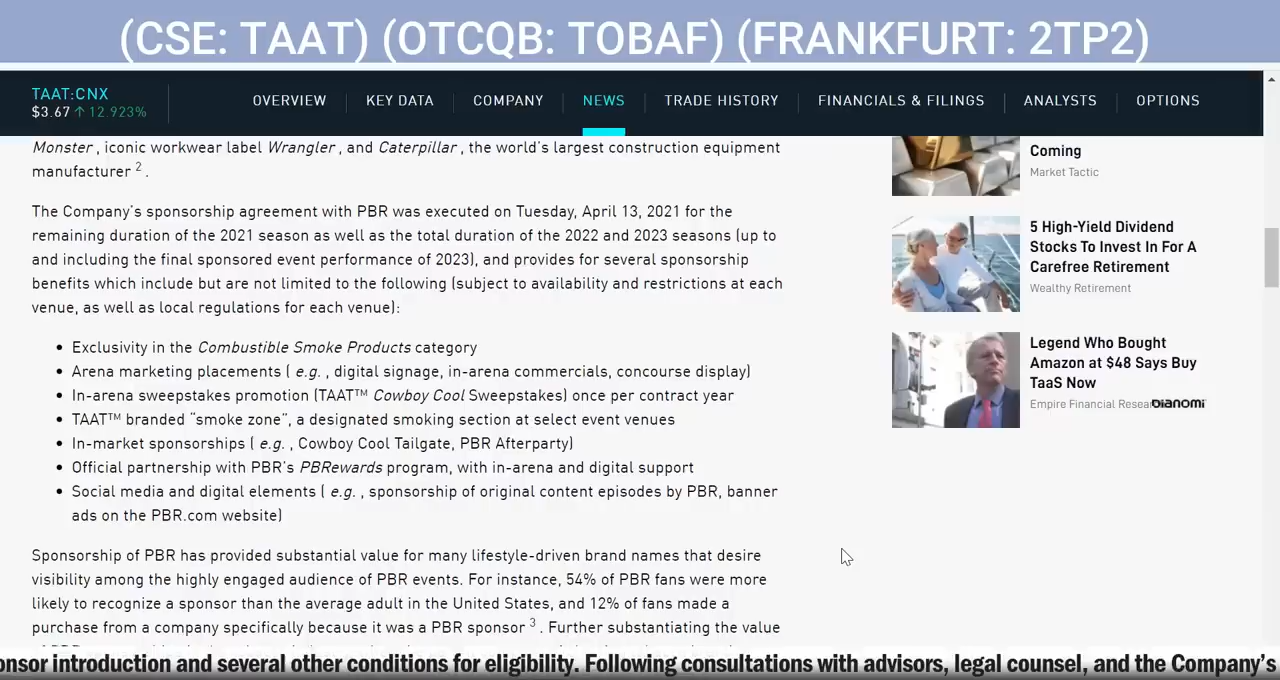 (CSE: TAAT) (OTCQB: TOBAF) (FRANKFURT: 2TP2)
TAAT:CNX
$3.67 ↑ 12.923%
OVERVIEW
KEY DATA
COMPANY
NEWS
TRADE HISTORY
FINANCIALS & FILINGS
ANALYSTS
OPTIONS
Monster , iconic workwear label Wrangler , and Caterpillar , the world's largest construction equipment
manufacturer 2 .
The Company's sponsorship agreement with PBR was executed on Tuesday, April 13, 2021 for the
remaining duration of the 2021 season as well as the total duration of the 2022 and 2023 seasons (up to
and including the final sponsored event performance of 2023), and provides for several sponsorship
benefits which include but are not limited to the following (subject to availability and restrictions at each
venue, as well as local regulations for each venue):
• Exclusivity in the Combustible Smoke Products category
• Arena marketing placements ( e.g. , digital signage, in-arena commercials, concourse display)
• In-arena sweepstakes promotion (TAAT™ Cowboy Cool Sweepstakes) once per contract year
• TAAT™ branded “smoke zone”, a designated smoking section at select event venues
• In-market sponsorships ( e.g. , Cowboy Cool Tailgate, PBR Afterparty)
• Official partnership with PBR's PBRewards program, with in-arena and digital support
• Social media and digital elements ( e.g. , sponsorship of original content episodes by PBR, banner
ads on the PBR.com website)
Sponsorship of PBR has provided substantial value for many lifestyle-driven brand names that desire
visibility among the highly engaged audience of PBR events. For instance, 54% of PBR fans were more
likely to recognize a sponsor than the average adult in the United States, and 12% of fans made a
purchase from a company specifically because it was a PBR sponsor 3 . Further substantiating the value
Coming
Market Tactic
5 High-Yield Dividend
Stocks To Invest In For A
Carefree Retirement
Wealthy Retirement
Legend Who Bought
Amazon at $48 Says Buy
TaaS Now
Empire Financial
bianomi
onsor introduction and several other conditions for eligibility. Following consultations with advisors, legal counsel, and the Company's